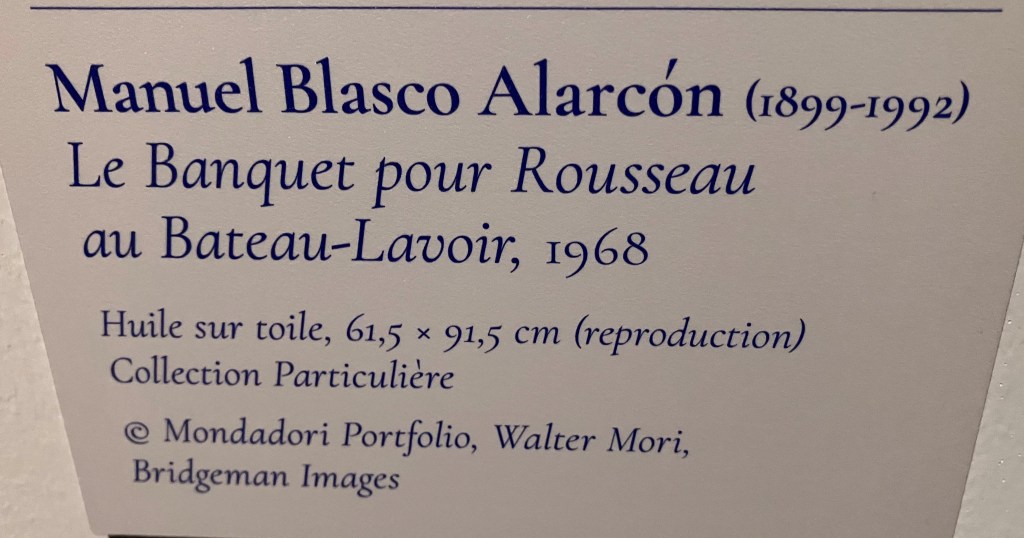 Manuel Blasco Alarcón (1899-1992)
Le Banquet pour Rousseau
au Bateau-Lavoir, 1968
Huile sur toile, 61,5 × 91,5 cm (reproduction)
Collection Particulière
© Mondadori Portfolio, Walter Mori,
Bridgeman Images